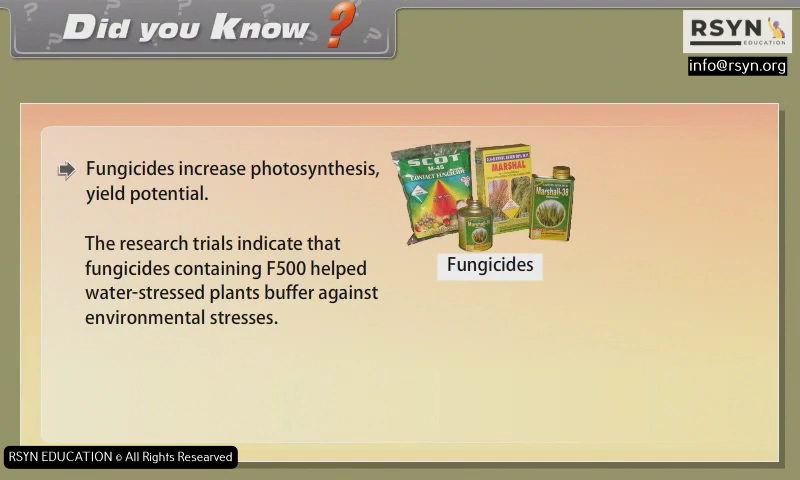 Did you Know ?
RSYN
EDUCATION
info@rsyn.org
Fungicides increase photosynthesis,
yield potential.
The research trials indicate that
fungicides containing F500 helped
water-stressed plants buffer against
environmental stresses.
SCOT
M-45
CONTACT FUNGICIDE
MARSHAL
Marshall-38
Fungicides
RSYN EDUCATION © All Rights Researved